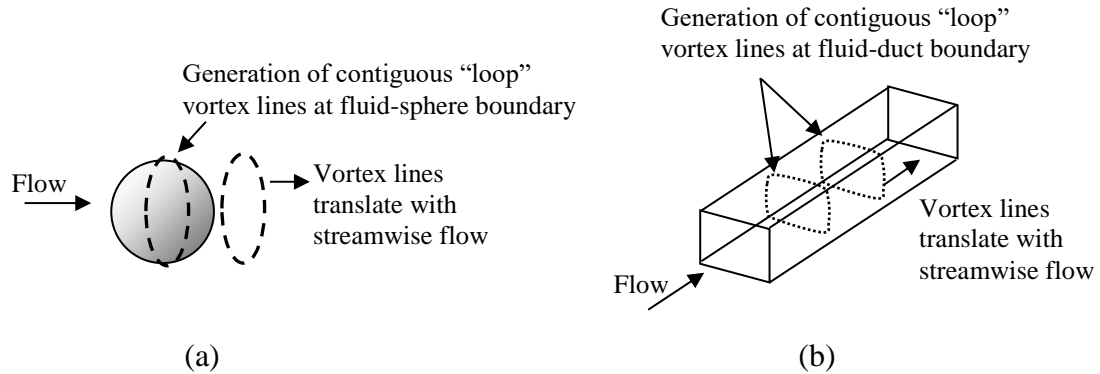 Generation of contiguous “loop”
vortex lines at fluid-sphere boundary
Flow
Vortex lines
translate with
streamwise flow
(a)
Generation of contiguous “loop”
vortex lines at fluid-duct boundary
Vortex lines
translate with
streamwise flow
Flow
(b)